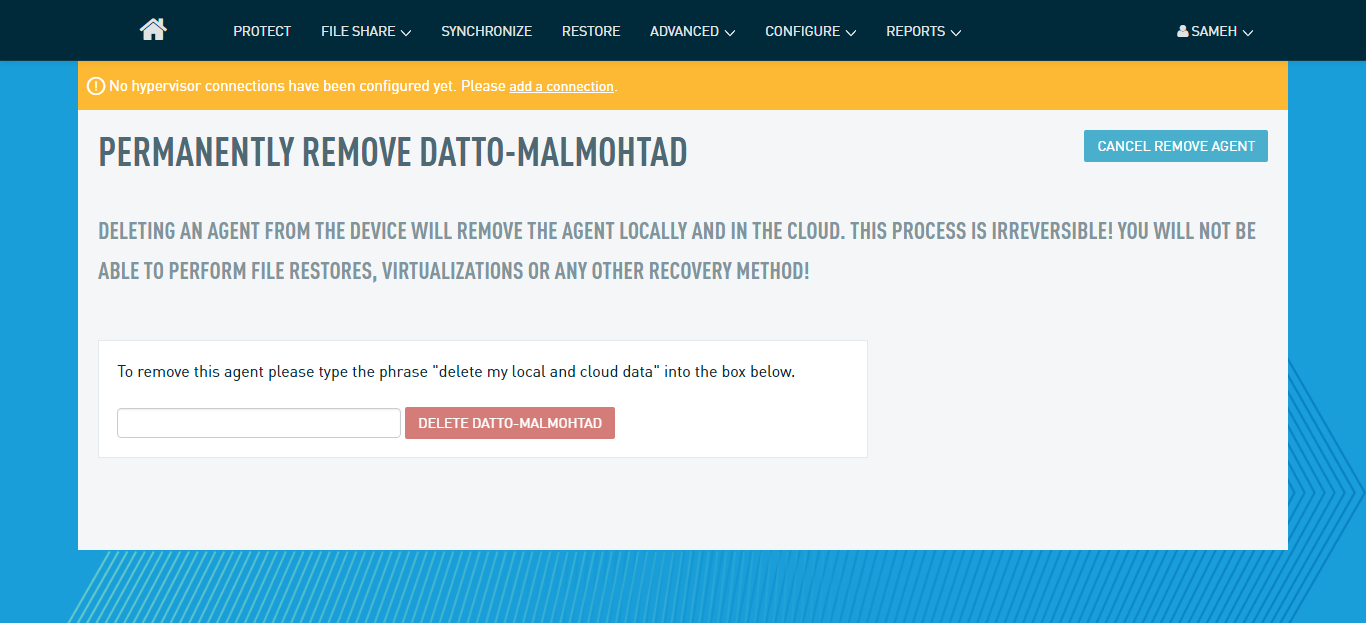 PROTECT FILE SHARE SYNCHRONIZE RESTORE ADVANCED CONFIGURE REPORTS SAMEH
No hypervisor connections have been configured yet. Please add a connection.
PERMANENTLY REMOVE DATTO-MALMOHTAD
CANCEL REMOVE AGENT
DELETING AN AGENT FROM THE DEVICE WILL REMOVE THE AGENT LOCALLY AND IN THE CLOUD. THIS PROCESS IS IRREVERSIBLE! YOU WILL NOT BE
ABLE TO PERFORM FILE RESTORES, VIRTUALIZATIONS OR ANY OTHER RECOVERY METHOD!
To remove this agent please type the phrase "delete my local and cloud data" into the box below.
DELETE DATTO-MALMOHTAD